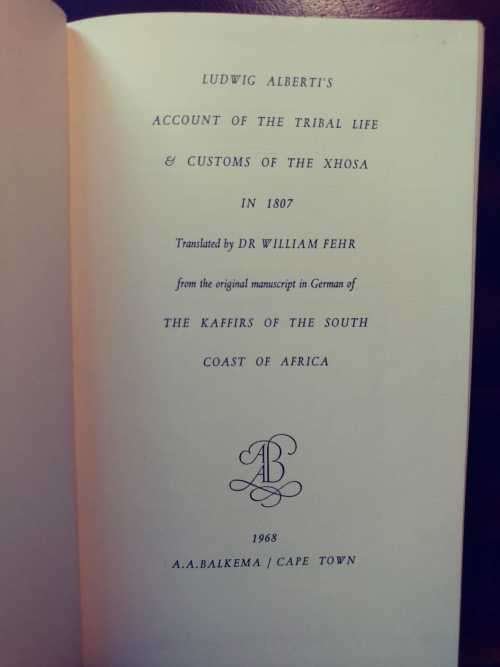 LUDWIG ALBERTI'S
ACCOUNT OF THE TRIBAL LIFE
& CUSTOMS OF THE XHOSA
IN 1807
Translated by DR WILLIAM FEHR
from the original manuscript in German of
THE KAFFIRS OF THE SOUTH
COAST OF AFRICA
AAB
1968
A.A.BALKEMA / CAPE TOWN